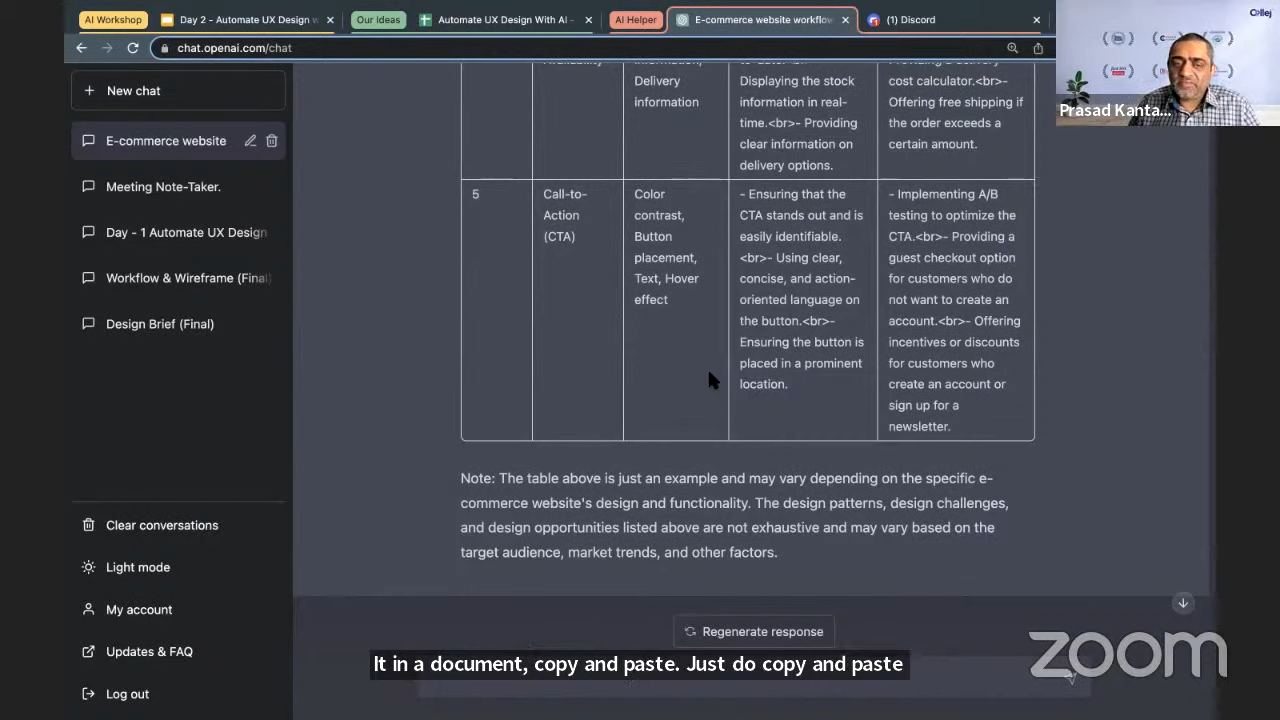 AI Workshop
Day 2 - Automate UX Design w
Our Ideas
Automate UX Design With AI -
AI Helper
E-commerce website workflow
(1) Discord
chat.openai.com/chat
Collej
Prasad Kanta...
New chat
E-commerce website
Meeting Note-Taker.
Day - 1 Automate UX Design
Workflow & Wireframe (Final)
Design Brief (Final)
Clear conversations
Light mode
My account
Updates & FAQ
Log out
Availability
information,
Delivery
information
to-date.<br>-
Displaying the stock
information in real-
time.<br>- Providing
clear information on
delivery options.
Providing a delivery
cost calculator.<br>-
Offering free shipping if
the order exceeds a
certain amount.
5
Call-to-
Action
(CTA)
Color
contrast,
Button
placement,
Text, Hover
effect
- Ensuring that the
CTA stands out and is
easily identifiable.
<br>- Using clear,
concise, and action-
oriented language on
the button.<br>-
Ensuring the button is
placed in a prominent
location.
- Implementing A/B
testing to optimize the
CTA.<br>- Providing a
guest checkout option
for customers who do
not want to create an
account.<br>- Offering
incentives or discounts
for customers who
create an account or
sign up for a
newsletter.
Note: The table above is just an example and may vary depending on the specific e-
commerce website's design and functionality. The design patterns, design challenges,
and design opportunities listed above are not exhaustive and may vary based on the
target audience, market trends, and other factors.
Regenerate response
It in a document, copy and paste. Just do copy and paste
zoom